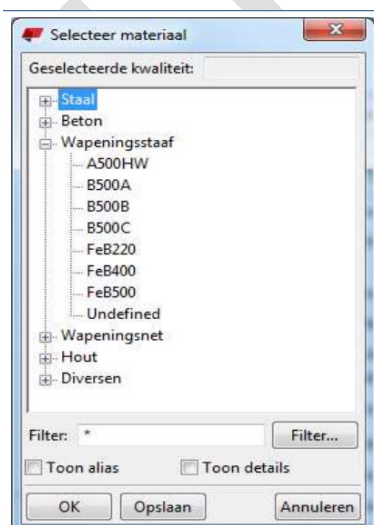 Selecteer materiaal
Geselecteerde kwaliteit:
Staal
Beton
Wapeningsstaaf
A500HW
B500A
B500B
B500C
FeB220
FeB400
FeB500
Undefined
Wapeningsnet
Hout
Diversen
Filter: * Filter...
Toon alias Toon details
OK Opslaan Annuleren